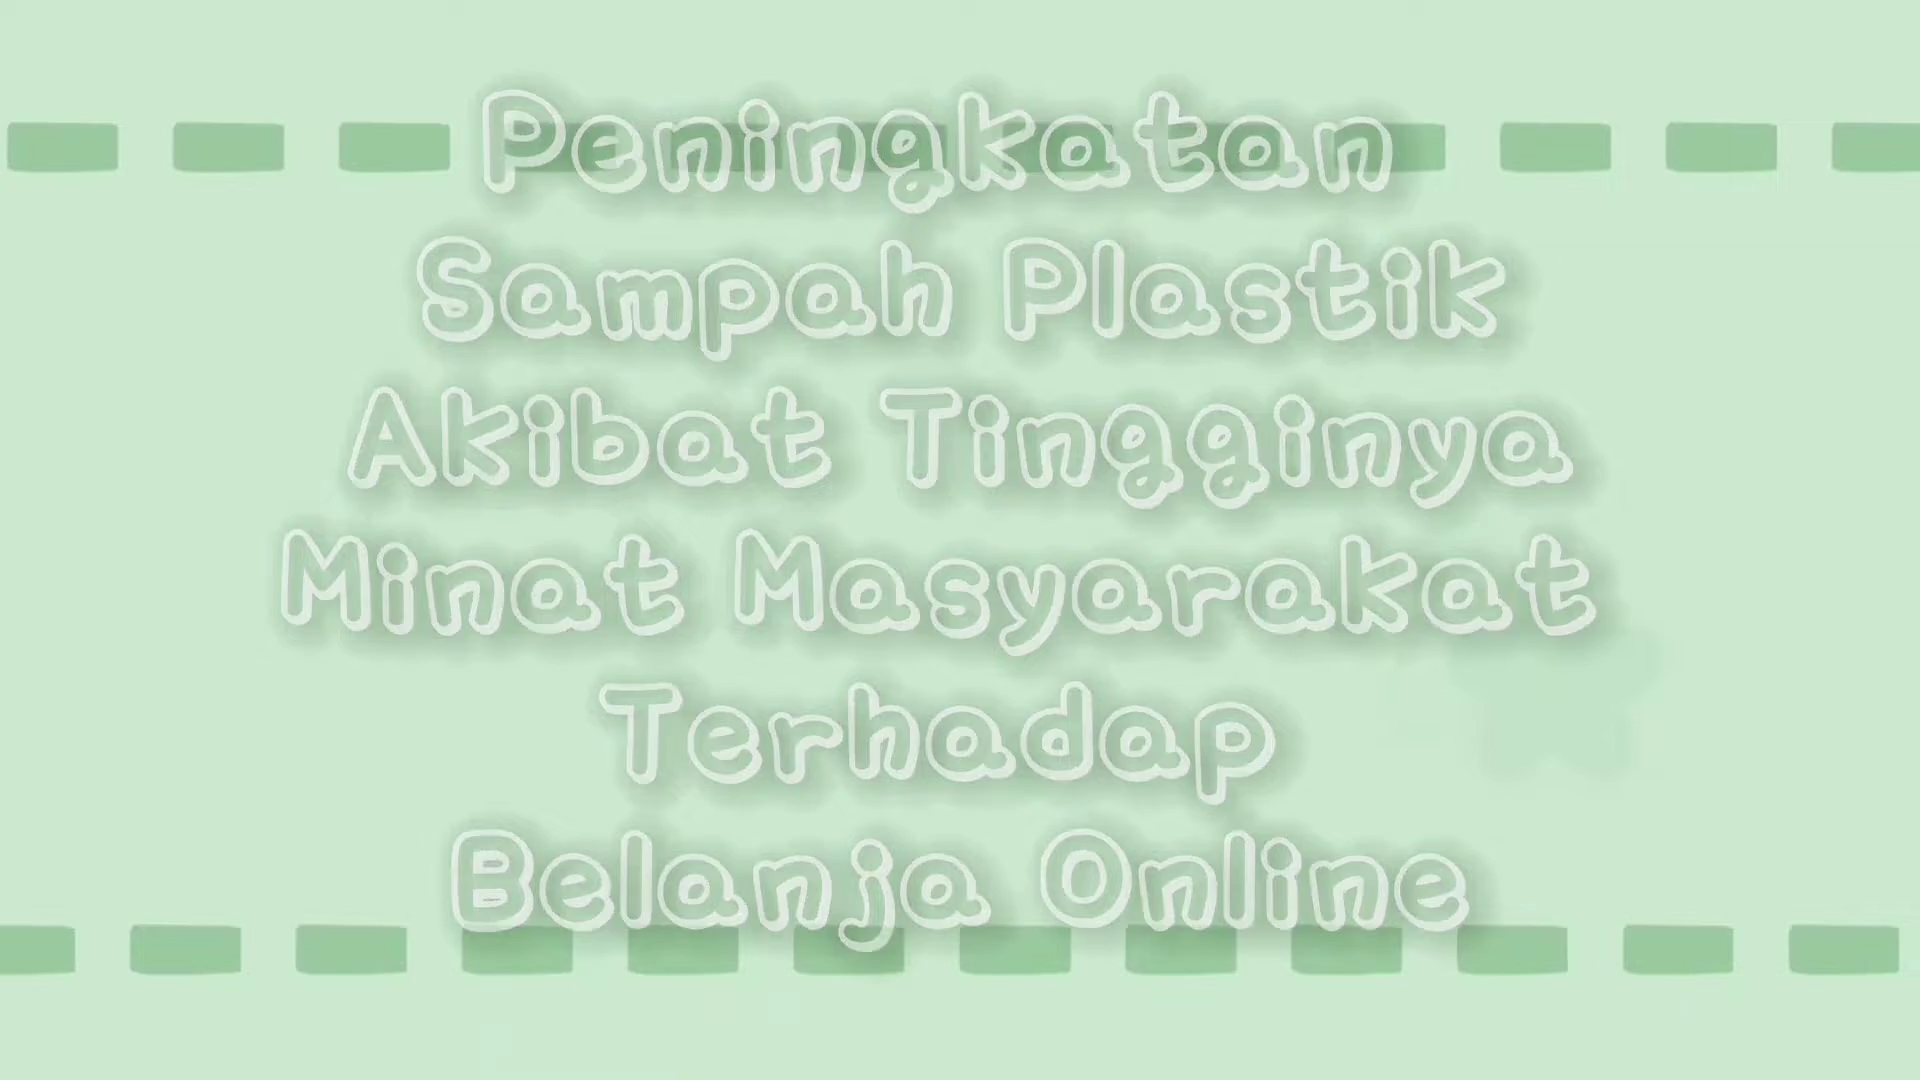 Peningkatan
Sampah Plastik
Akibat Tingginya
Minat Masyarakat
Terhadap
Belanja Online